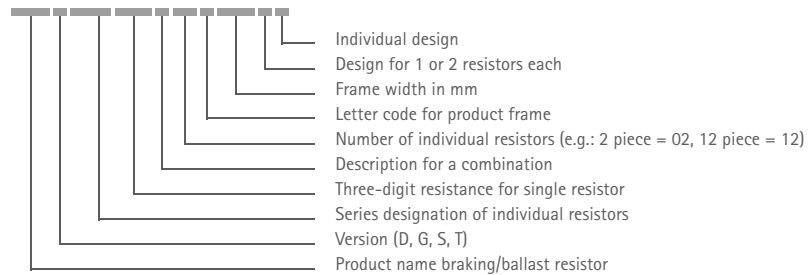 Individual design
Design for 1 or 2 resistors each
Frame width in mm
Letter code for product frame
Number of individual resistors (e.g.: 2 piece = 02, 12 piece = 12)
Description for a combination
Three-digit resistance for single resistor
Series designation of individual resistors
Version (D, G, S, T)
Product name braking/ballast resistor